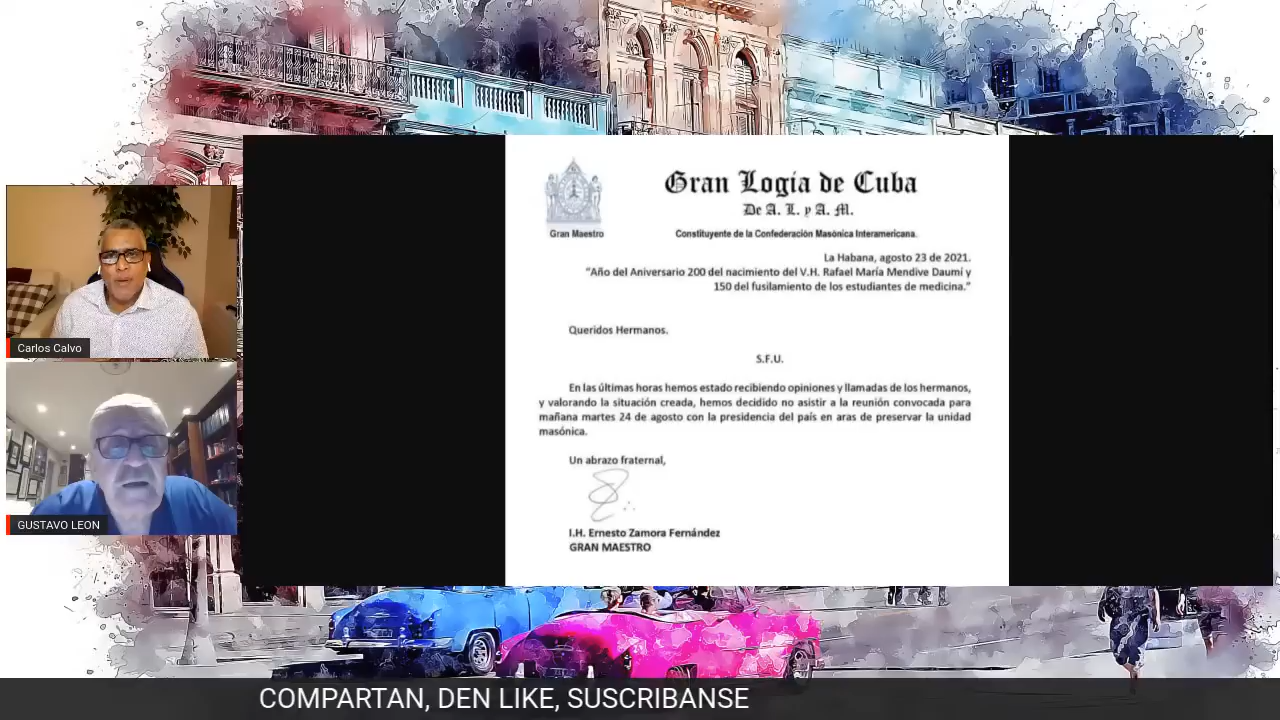 Gran Logia de Cuba
De A. L. y A. M.
Gran Maestro
Constituyente de la Confederación Masónica Interamericana.
La Habana, agosto 23 de 2021.
"Año del Aniversario 200 del nacimiento del V.H. Rafael María Mendive Daumí y
150 del fusilamiento de los estudiantes de medicina."
Queridos Hermanos.
S.F.U.
En las últimas horas hemos estado recibiendo opiniones y llamadas de los hermanos,
y valorando la situación creada, hemos decidido no asistir a la reunión convocada para
mañana martes 24 de agosto con la presidencia del país en aras de preservar la unidad
masónica.
Un abrazo fraternal,
I.H. Ernesto Zamora Fernández
GRAN MAESTRO
Carlos Calvo
GUSTAVO LEON
COMPARTAN, DEN LIKE, SUSCRIBANSE